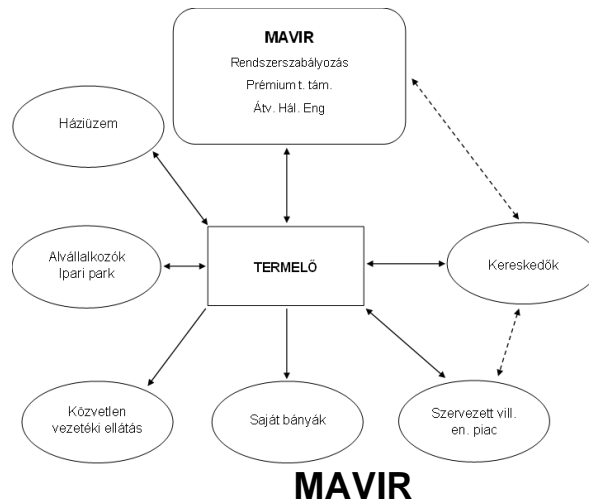 MAVIR
Rendszerszabályozás
Prémium t. tám.
Átv. Hál. Eng
Háziüzem
Alvállalkozók
Ipari park
TERMELŐ
Kereskedők
Közvetlen
vezetéki ellátás
Saját bányák
Szervezett vill.
en. piac
MAVIR